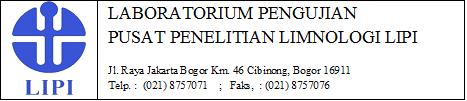 LABORATORIUM PENGUJIAN
PUSAT PENELITIAN LIMNOLOGI LIPI
Jl. Raya Jakarta Bogor Km. 46 Cibinong, Bogor 16911
Telp. : (021) 8757071 ; Faks, : (021) 8757076
LIPI